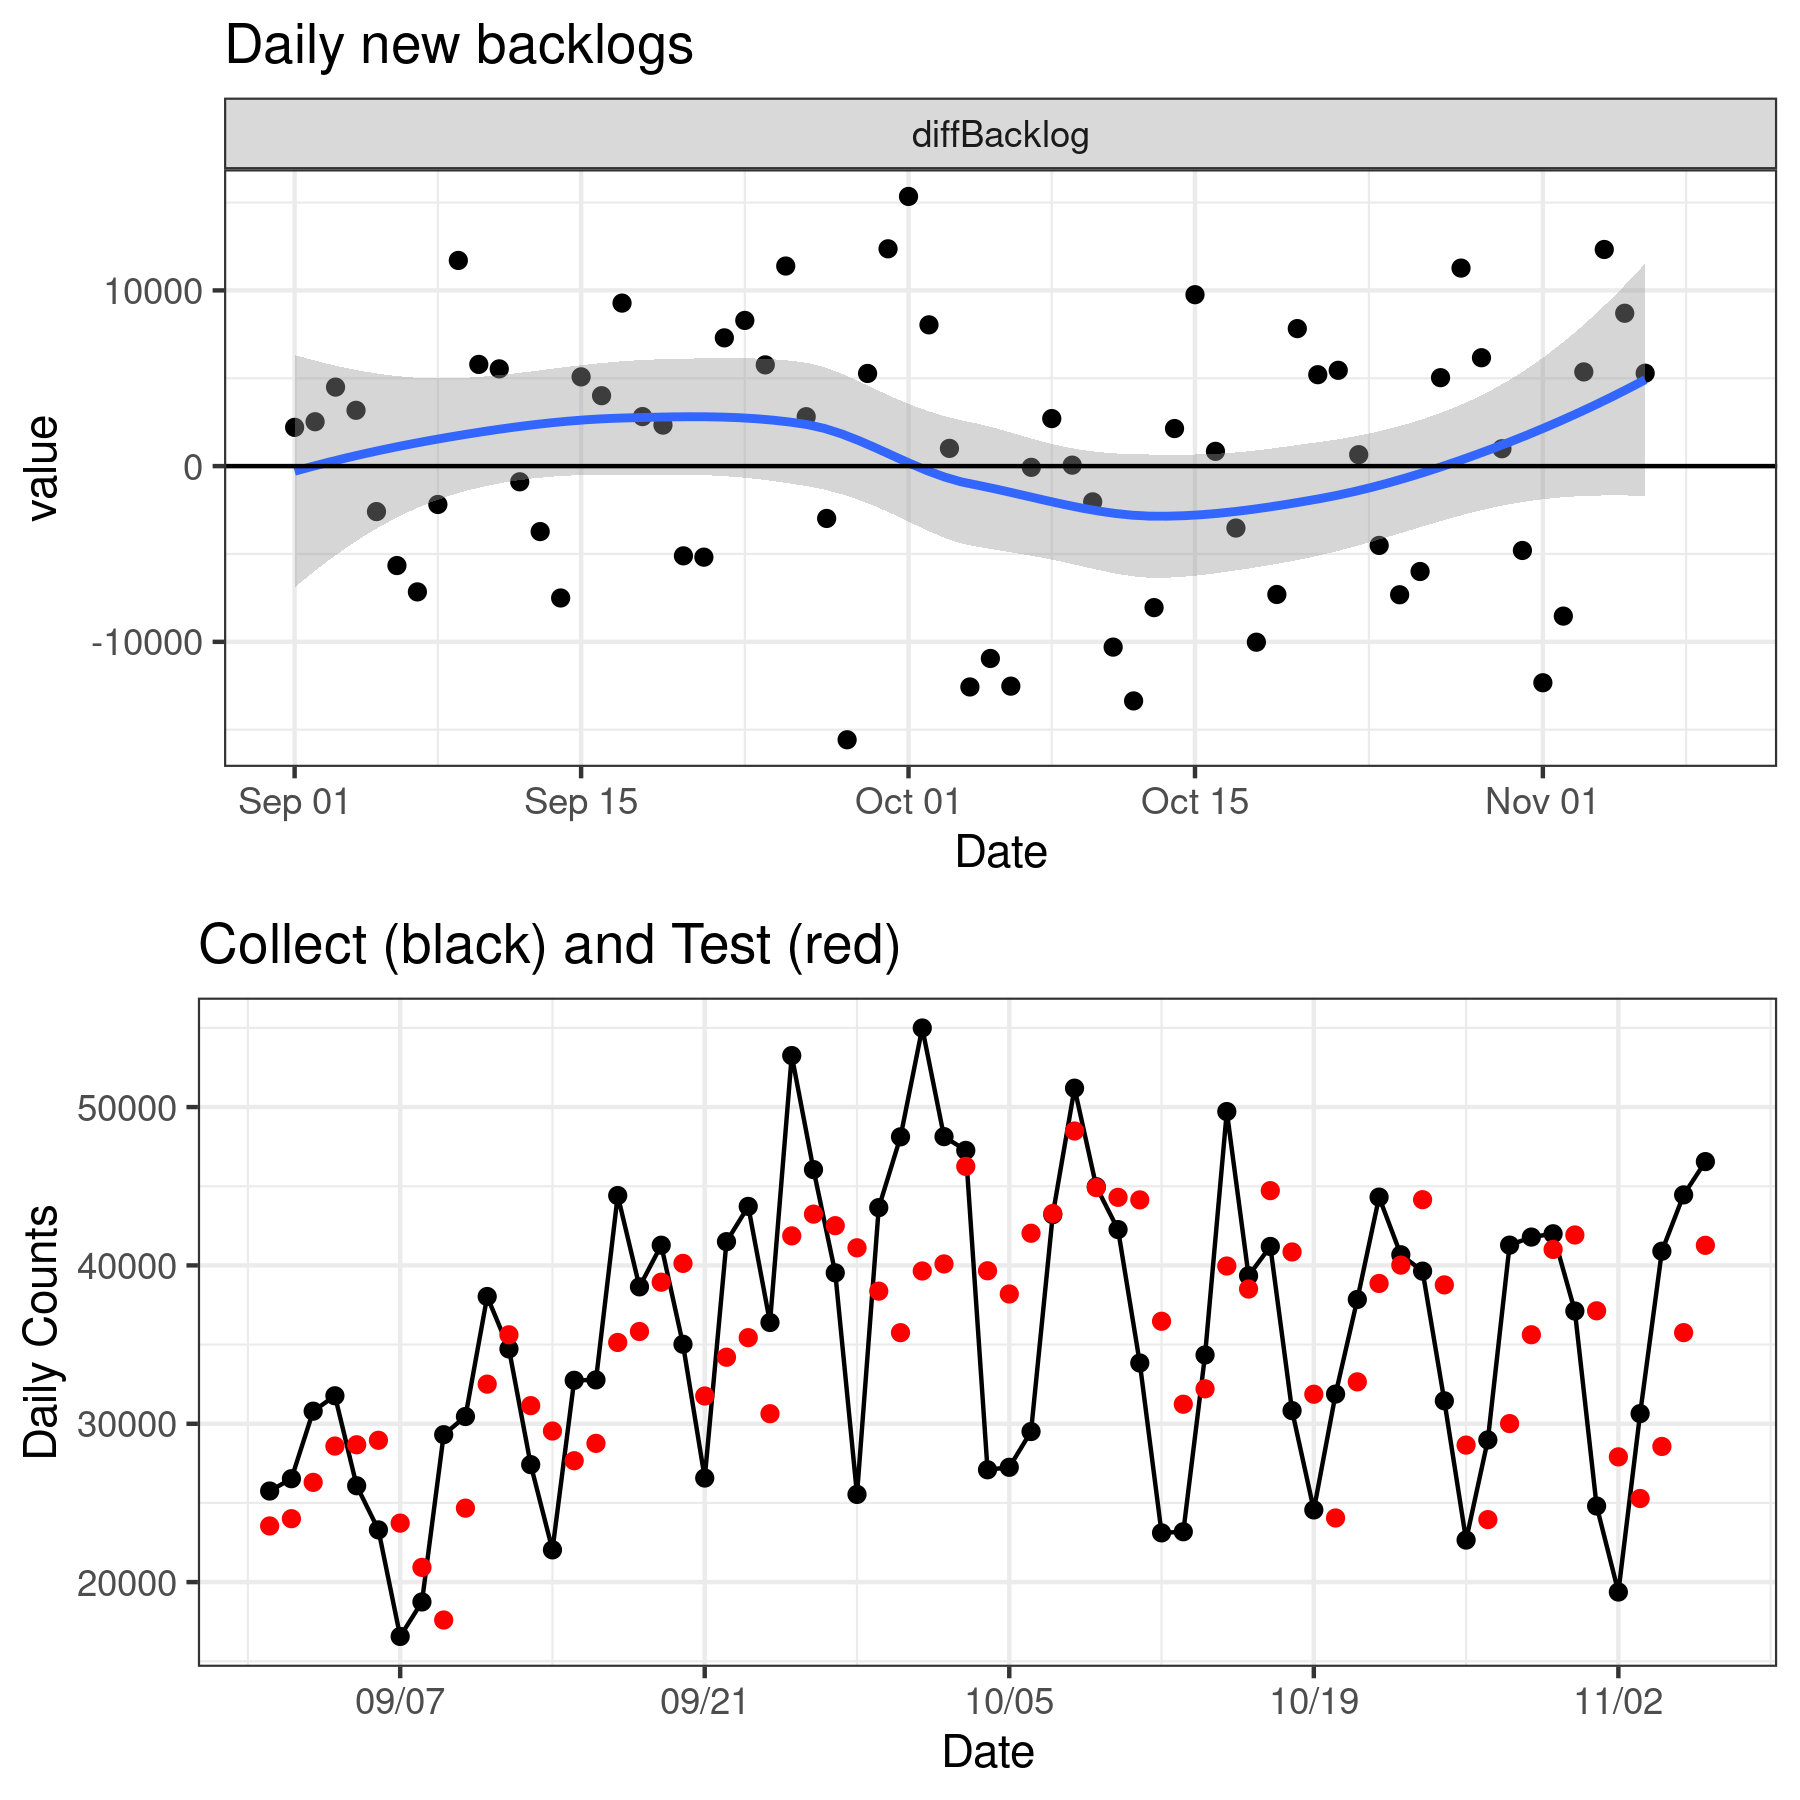 Daily new backlogs
diffBacklog
value
10000
0
-10000
Sep 01 Sep 15 Oct 01 Oct 15 Nov 01
Date
Collect (black) and Test (red)
Daily Counts
50000
40000
30000
20000
09/07 09/21 10/05 10/19 11/02
Date